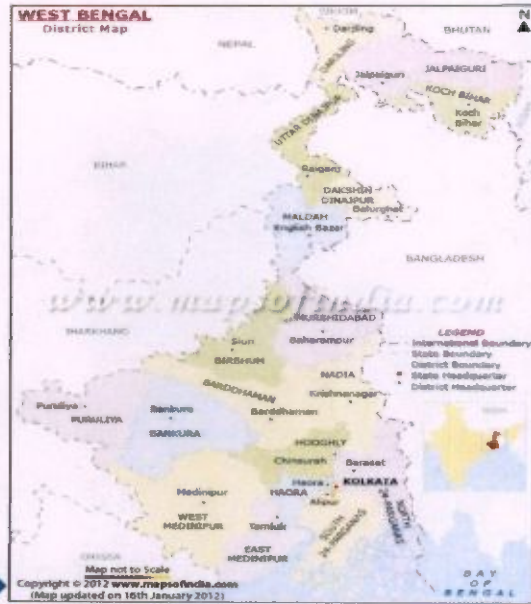 WEST BENGAL
District Map
N
SIKKIM
BHUTAN
NEPAL
Darjling
DARJILING
JALPAIGURI
Jalpaiguri
KOCH BIHAR
Koch
Bihar
UTTAR DINAJPUR
BIHAR
Raiganj
DAKSHIN
DINAJPUR
Balurghat
MALDAH
English Bazar
BANGLADESH
www.mapsofindia.com
MURSHIDABAD
JHARKHAND
Baharampur
Siuri
BIRBHUM
LEGEND
International Boundary
State Boundary
District Boundary
State Headquarter
District Headquarter
NADIA
BARDDHAMAN
Krishnanagar
Puruliya
PURULIYA
Bankura
Barddhaman
BANKURA
HOOGHLY
Chinsurah
Barasat
Haora
KOLKATA
Medinipur
HAORA
Alipur
WEST
MEDINIPUR
NORTH
24-PARGANAS
SOUTH
24-PARGANAS
Tamluk
EAST
MEDINIPUR
ORISSA
Map not to Scale
BAY
OF
BENGAL
Copyright © 2012 www.mapsofindia.com
(Map updated on 16th January 2012)